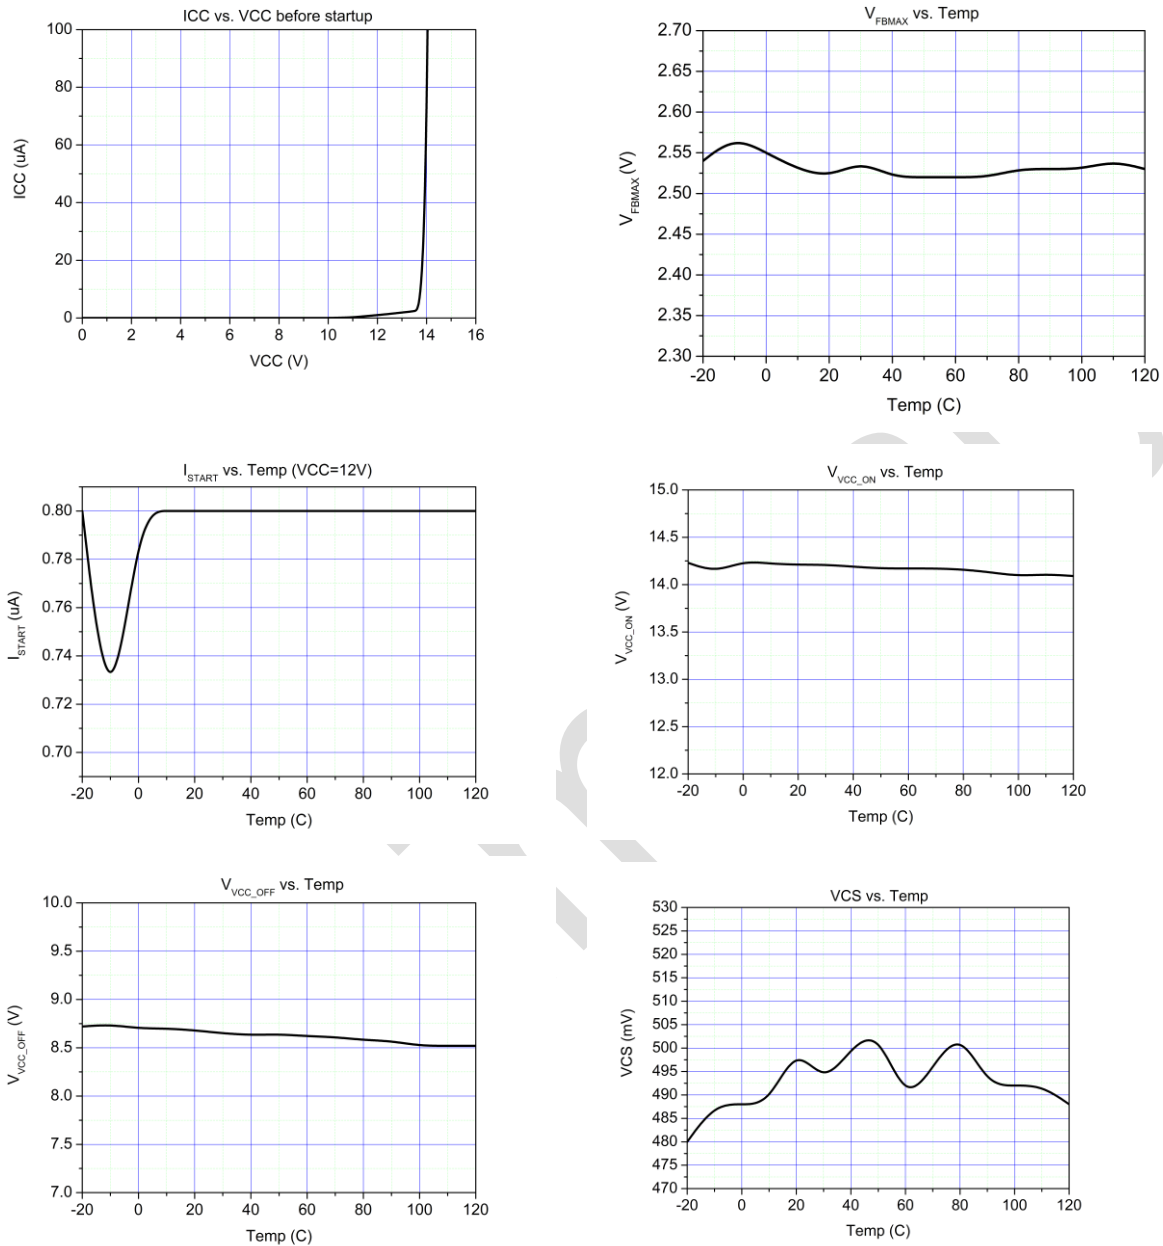 ICC vs. VCC before startup
100
80
60
40
20
0
ICC (uA)
0 2 4 6 8 10 12 14 16
VCC (V)
VFBMAX vs. Temp
2.70
2.65
2.60
2.55
2.50
2.45
2.40
2.35
2.30
VFBMAX (V)
-20 0 20 40 60 80 100 120
Temp (C)
ISTART vs. Temp (VCC=12V)
0.80
0.78
0.76
0.74
0.72
0.70
ISTART (uA)
-20 0 20 40 60 80 100 120
Temp (C)
VVCC_ON vs. Temp
15.0
14.5
14.0
13.5
13.0
12.5
12.0
VVCC_ON (V)
-20 0 20 40 60 80 100 120
Temp (C)
VVCC_OFF vs. Temp
10.0
9.5
9.0
8.5
8.0
7.5
7.0
VVCC_OFF (V)
-20 0 20 40 60 80 100 120
Temp (C)
VCS vs. Temp
530
525
520
515
510
505
500
495
490
485
480
475
470
VCS (mV)
-20 0 20 40 60 80 100 120
Temp (C)